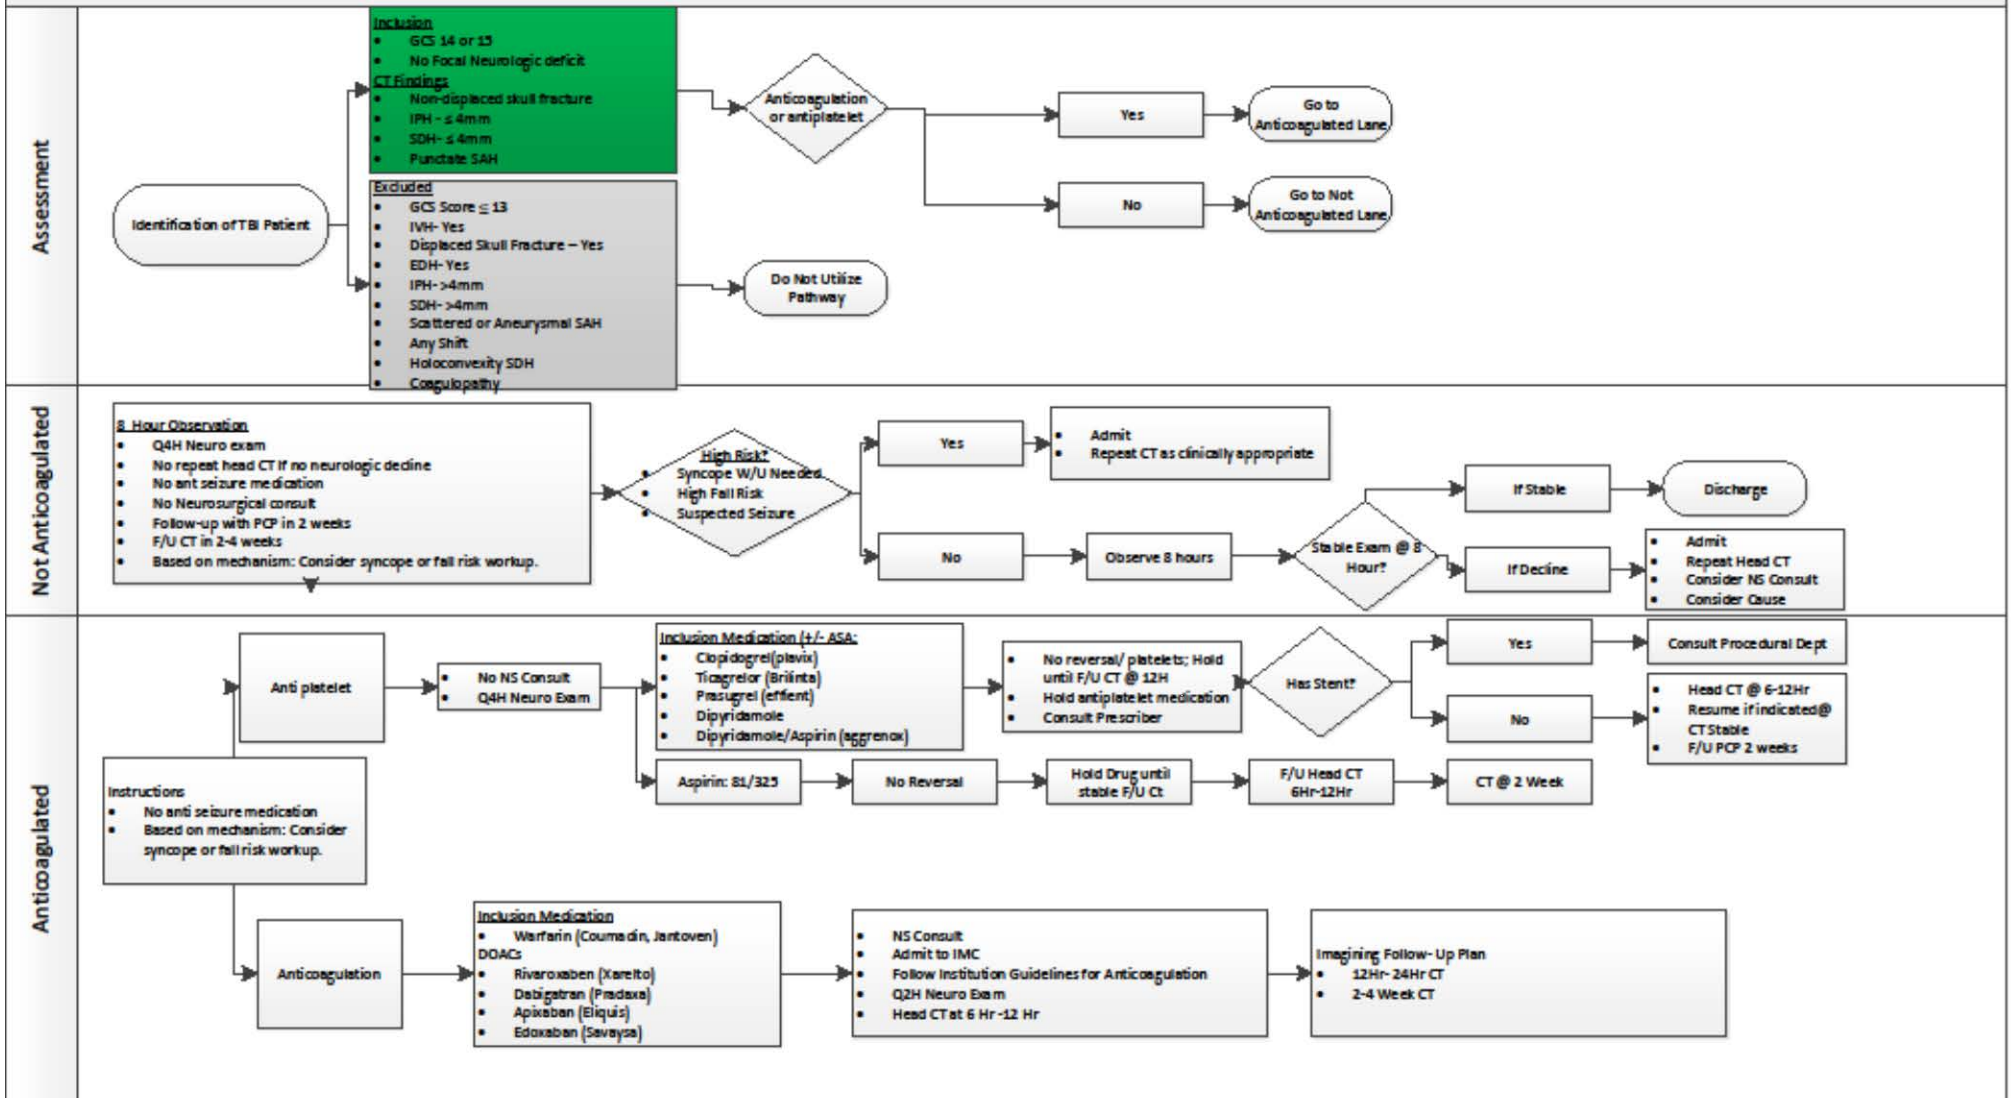 Assessment
Identification of TBI Patient
Inclusion
• GCS 14 or 15
• No Focal Neurologic deficit
CT Findings
• Non-displaced skull fracture
• IPH - ≤ 4mm
• SDH- ≤ 4mm
• Punctate SAH
Excluded
• GCS Score ≤ 13
• IVH- Yes
• Displaced Skull Fracture – Yes
• EDH- Yes
• IPH- >4mm
• SDH- >4mm
• Scattered or Aneurysmal SAH
• Any Shift
• Holoconvexity SDH
• Coagulopathy
Anticoagulation
or antiplatelet
Yes
Go to
Anticoagulated Lane
No
Go to Not
Anticoagulated Lane
Do Not Utilize
Pathway
Not Anticoagulated
8 Hour Observation
• Q4H Neuro exam
• No repeat head CT if no neurologic decline
• No ant seizure medication
• No Neurosurgical consult
• Follow-up with PCP in 2 weeks
• F/U CT in 2-4 weeks
• Based on mechanism: Consider syncope or fall risk workup.
High Risk?
• Syncope W/U Needed
• High Fall Risk
• Suspected Seizure
Yes
• Admit
• Repeat CT as clinically appropriate
No
Observe 8 hours
Stable Exam @ 8
Hour?
If Stable
Discharge
If Decline
• Admit
• Repeat Head CT
• Consider NS Consult
• Consider Cause
Anticoagulated
Instructions
• No anti seizure medication
• Based on mechanism: Consider
syncope or fall risk workup.
Anti platelet
• No NS Consult
• Q4H Neuro Exam
Inclusion Medication (+/- ASA:
• Clopidogrel(plavix)
• Ticagrelor (Brilinta)
• Prasugrel (effient)
• Dipyridamole
• Dipyridamole/Aspirin (aggrenox)
• No reversal/ platelets; Hold
until F/U CT @ 12H
• Hold antiplatelet medication
• Consult Prescriber
Has Stent?
Yes
Consult Procedural Dept
No
• Head CT @ 6-12Hr
• Resume if indicated@
CT Stable
• F/U PCP 2 weeks
Aspirin: 81/325
No Reversal
Hold Drug until
stable F/U Ct
F/U Head CT
6Hr-12Hr
CT @ 2 Week
Anticoagulation
Inclusion Medication
• Warfarin (Coumadin, Jantoven)
DOACs
• Rivaroxaben (Xarelto)
• Dabigatran (Pradaxa)
• Apixaban (Eliquis)
• Edoxaban (Savaysa)
• NS Consult
• Admit to IMC
• Follow Institution Guidelines for Anticoagulation
• Q2H Neuro Exam
• Head CT at 6 Hr -12 Hr
Imagining Follow- Up Plan
• 12Hr- 24Hr CT
• 2-4 Week CT